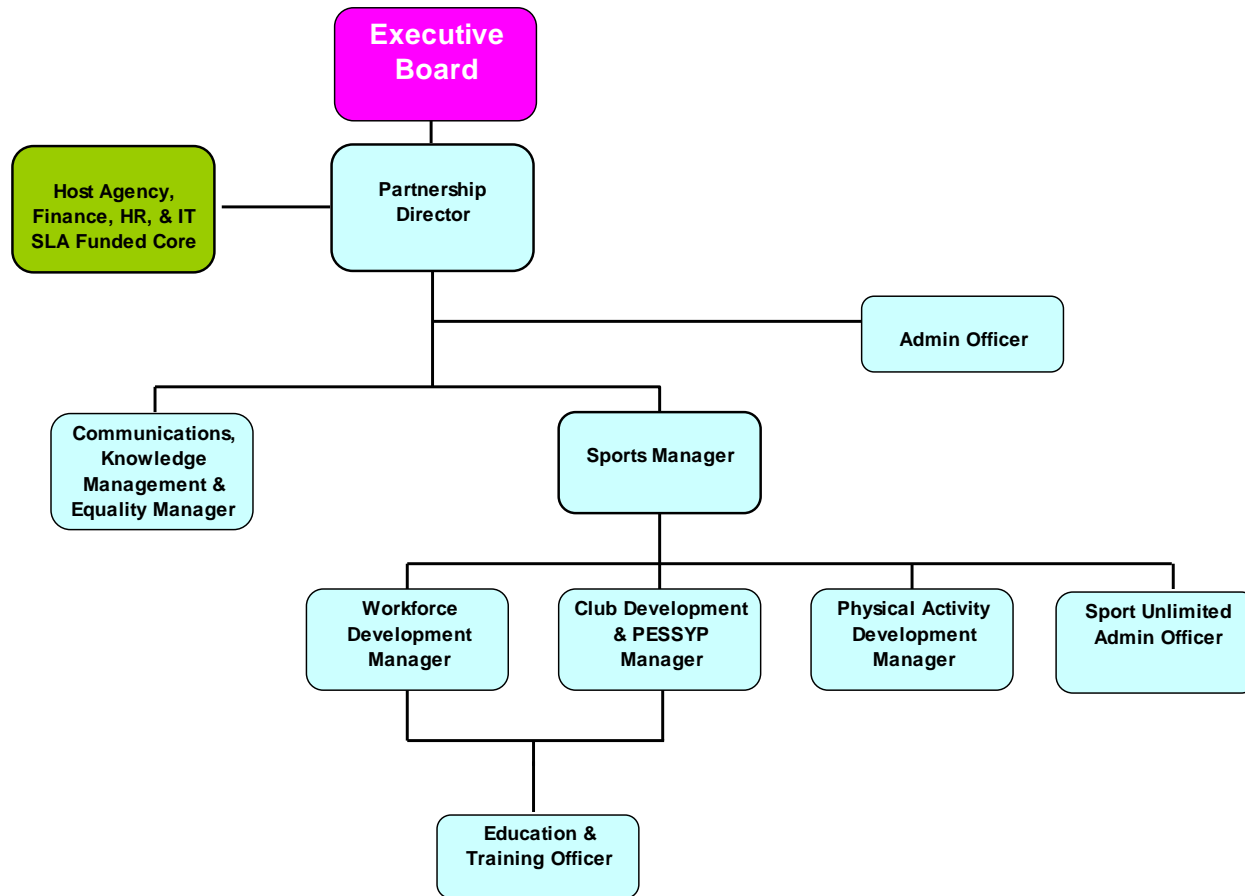 Executive
Board
Partnership
Director
Host Agency,
Finance, HR, & IT
SLA Funded Core
Admin Officer
Communications,
Knowledge
Management &
Equality Manager
Sports Manager
Workforce
Development
Manager
Club Development
& PESSYP
Manager
Physical Activity
Development
Manager
Sport Unlimited
Admin Officer
Education &
Training Officer